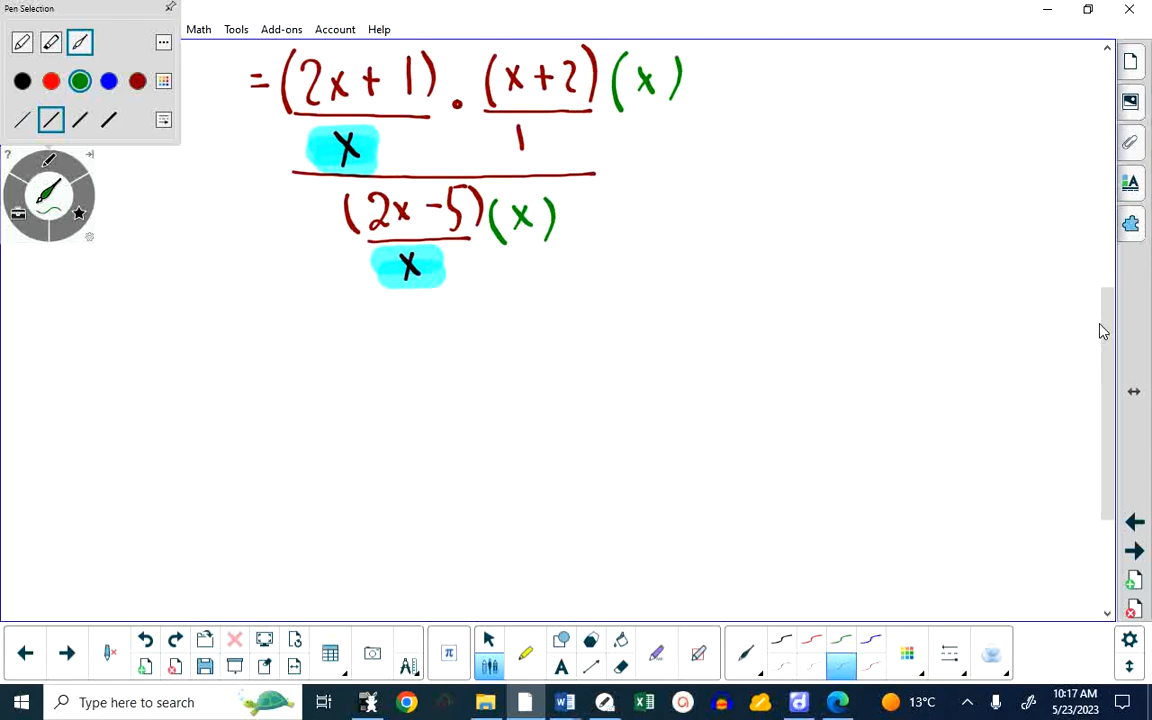 Pen Selection
Math Tools Add-ons Account Help
= (2x + 1) . (x + 2) (x)
x 1
(2x - 5) (x)
x
?
A
π
A
A
Type here to search
W
X
a
d
13°C
10:17 AM
5/23/2023